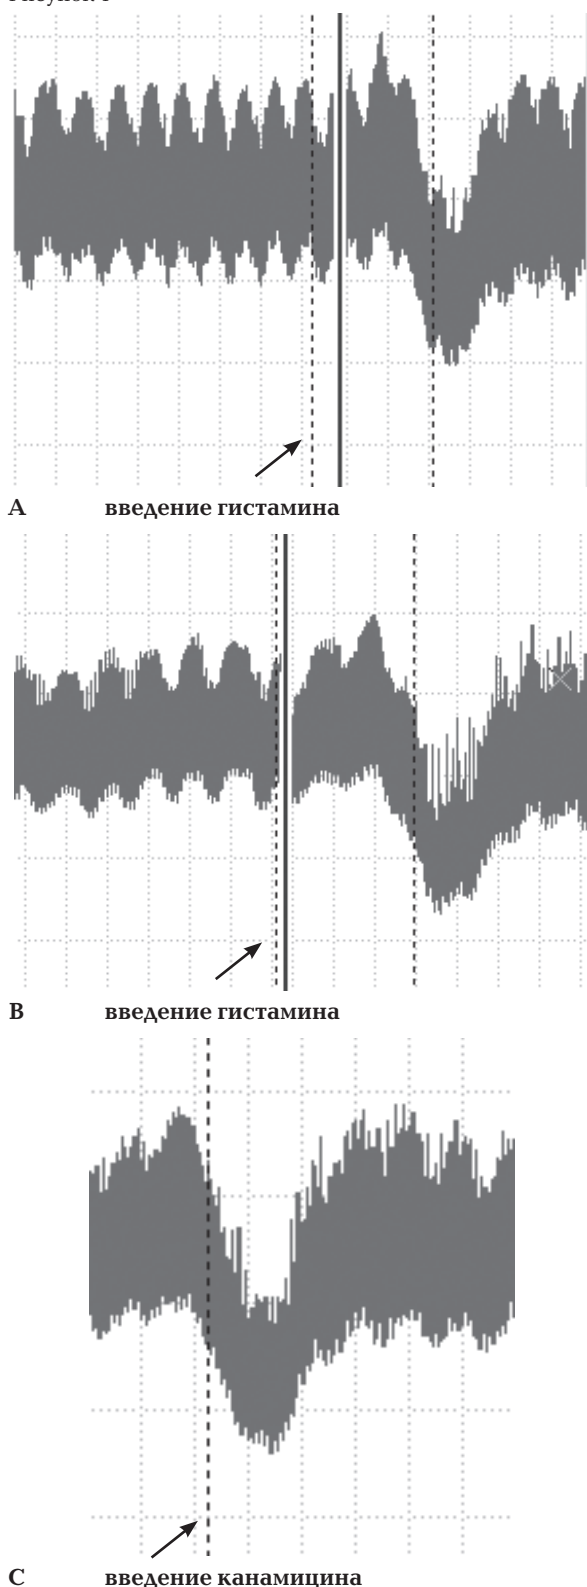 Рисунок 1
A введение гистамина
B введение гистамина
C введение канамицина